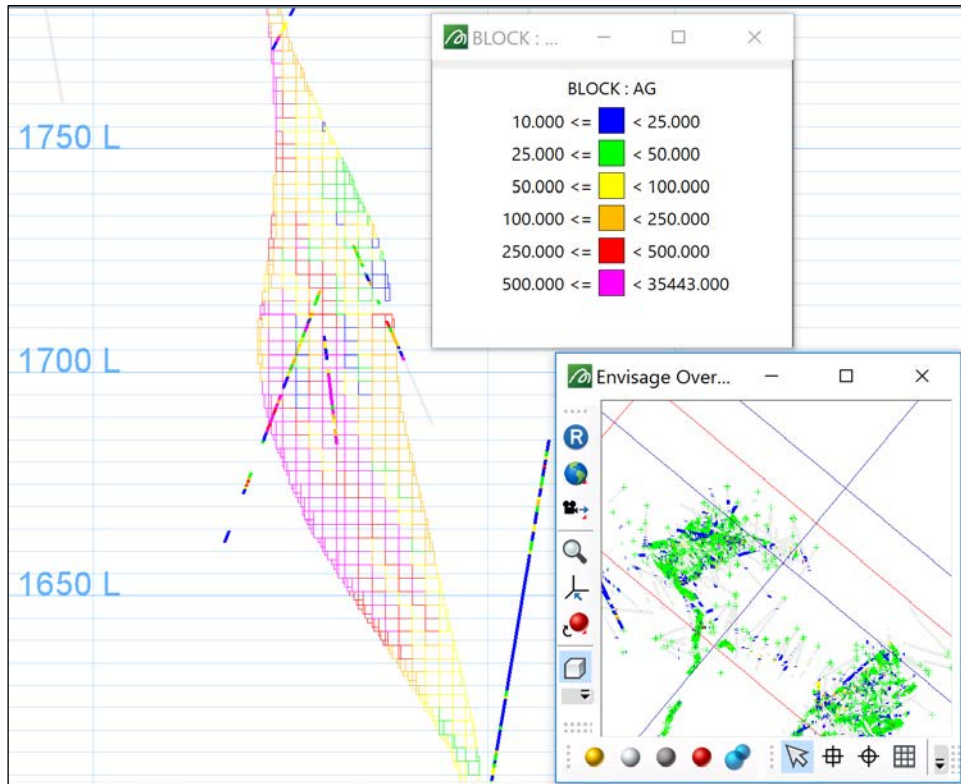 1750 L
1700 L
1650 L
BLOCK : ...
BLOCK : AG
10.000 <= < 25.000
25.000 <= < 50.000
50.000 <= < 100.000
100.000 <= < 250.000
250.000 <= < 500.000
500.000 <= < 35443.000
Envisage Over...
R